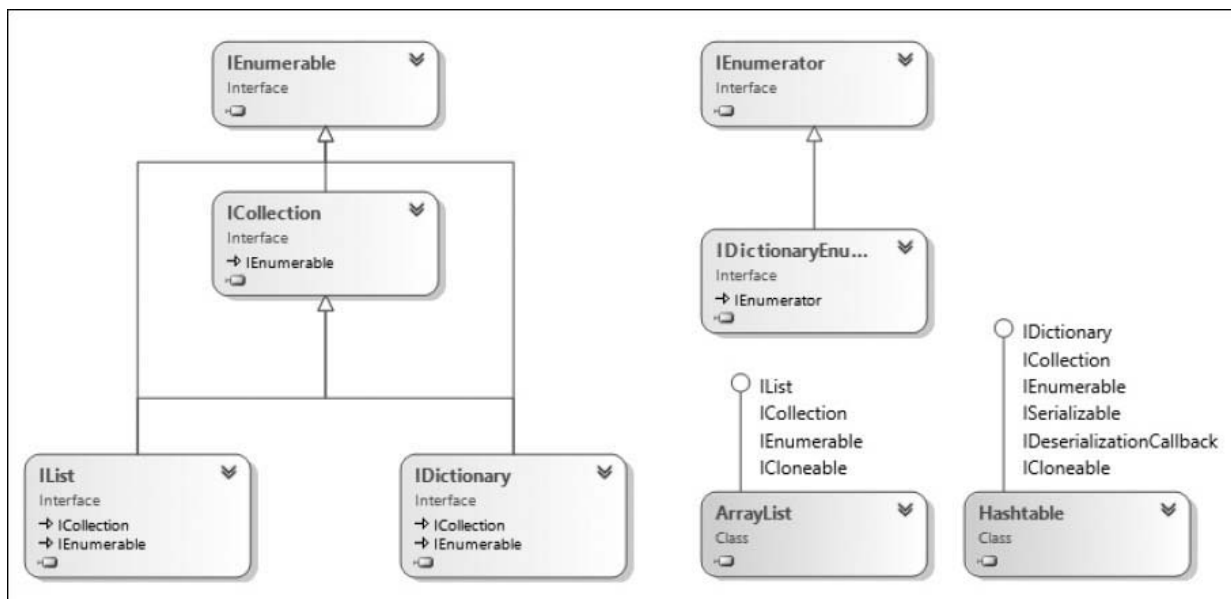 IEnumerable
Interface
IEnumerator
Interface
ICollection
Interface
IEnumerable
IDictionaryEnu...
Interface
IEnumerator
IList
ICollection
IEnumerable
ICloneable
IDictionary
ICollection
IEnumerable
ISerializable
IDeserializationCallback
ICloneable
IList
Interface
ICollection
IEnumerable
IDictionary
Interface
ICollection
IEnumerable
ArrayList
Class
Hashtable
Class